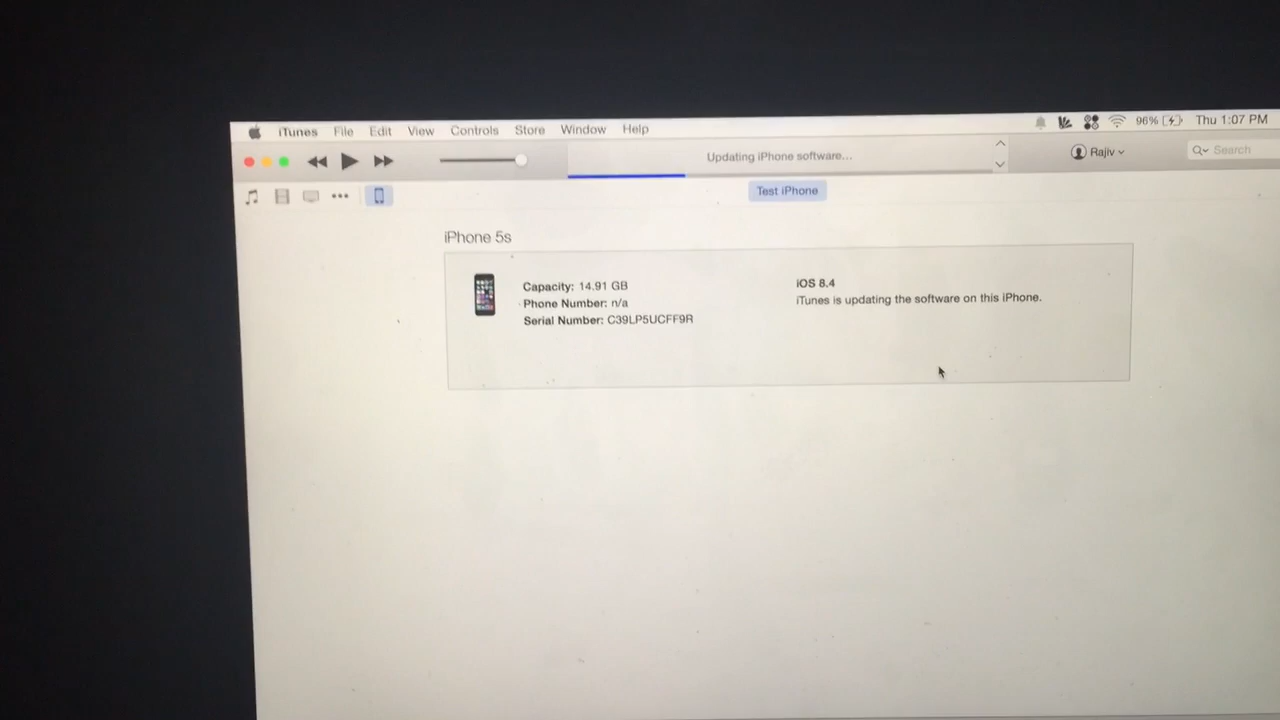 iTunes File Edit View Controls Store Window Help 96% Thu 1:07 PM
Updating iPhone software... Rajiv Search
Test iPhone
iPhone 5s
Capacity: 14.91 GB
Phone Number: n/a
Serial Number: C39LP5UCFF9R
iOS 8.4
iTunes is updating the software on this iPhone.